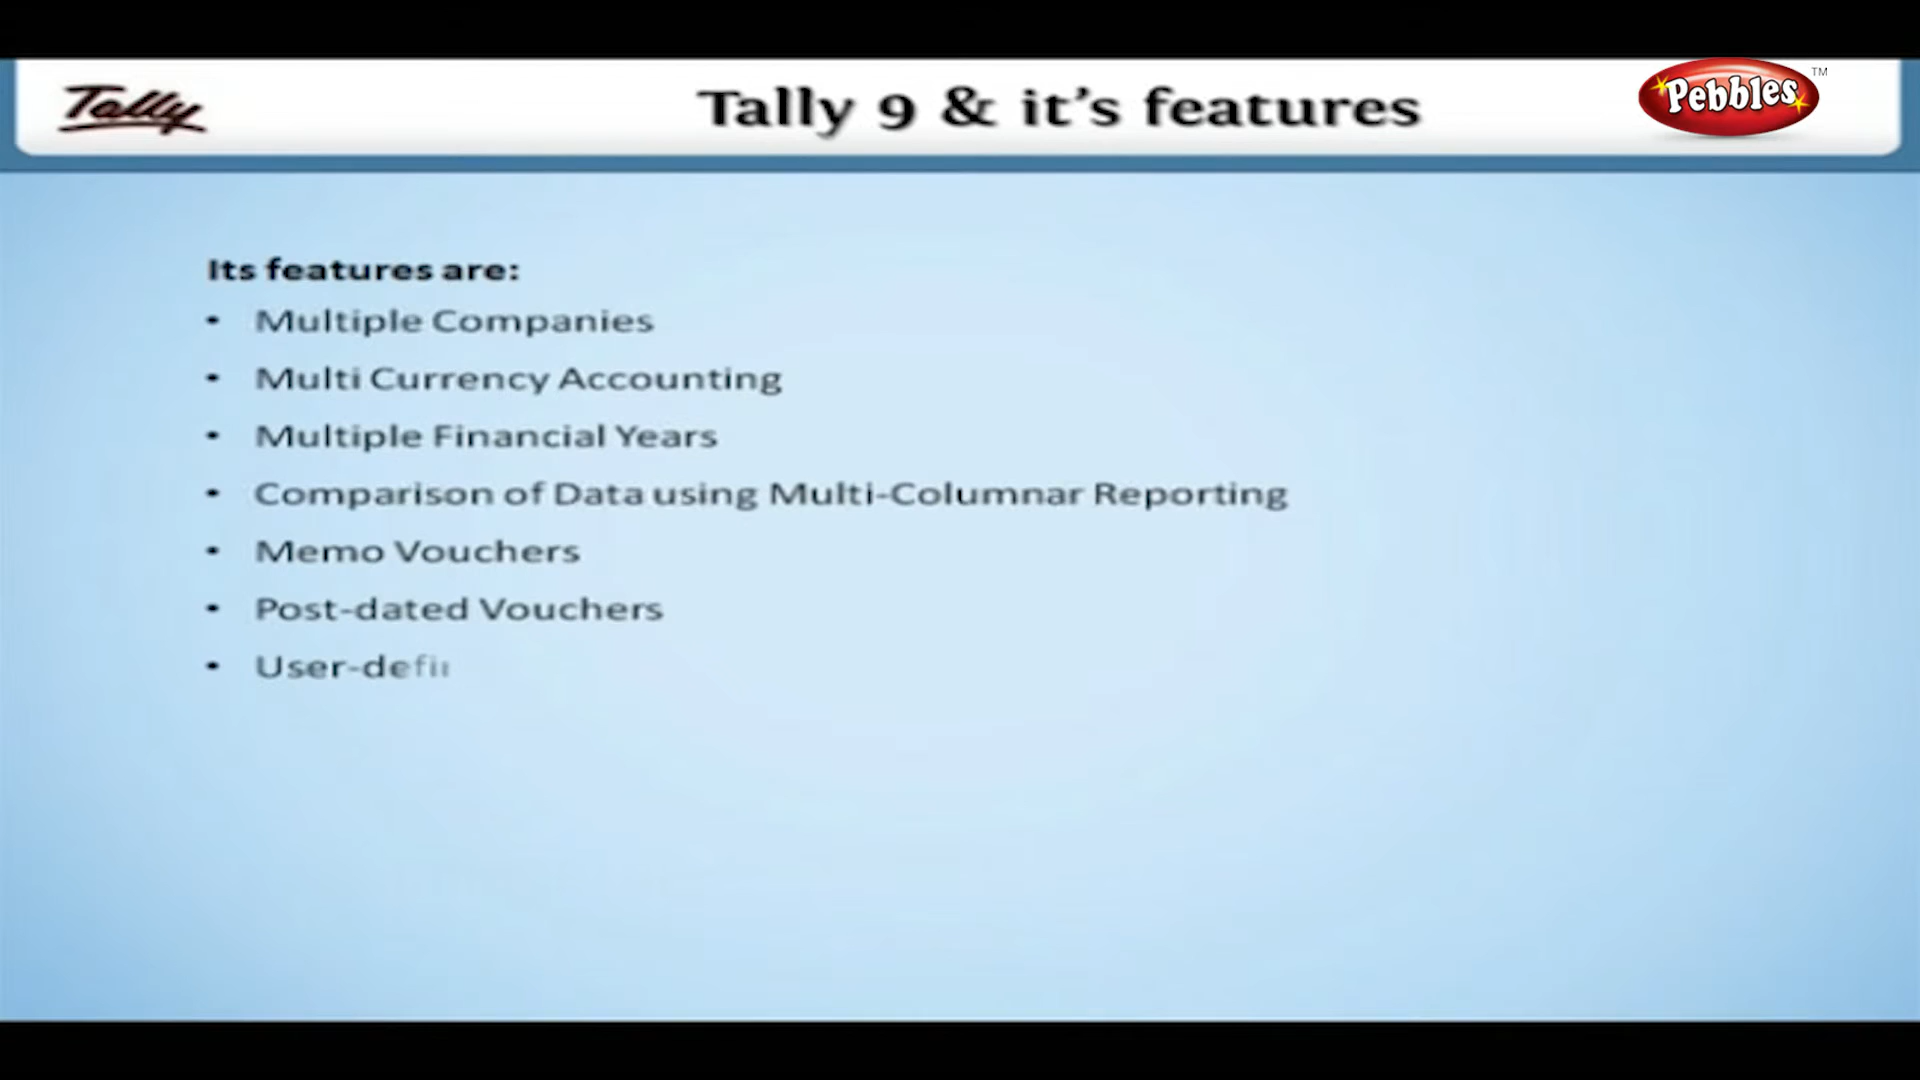 Tally
Tally 9 & it's features
Pebbles™
Its features are:
• Multiple Companies
• Multi Currency Accounting
• Multiple Financial Years
• Comparison of Data using Multi-Columnar Reporting
• Memo Vouchers
• Post-dated Vouchers
• User-defi